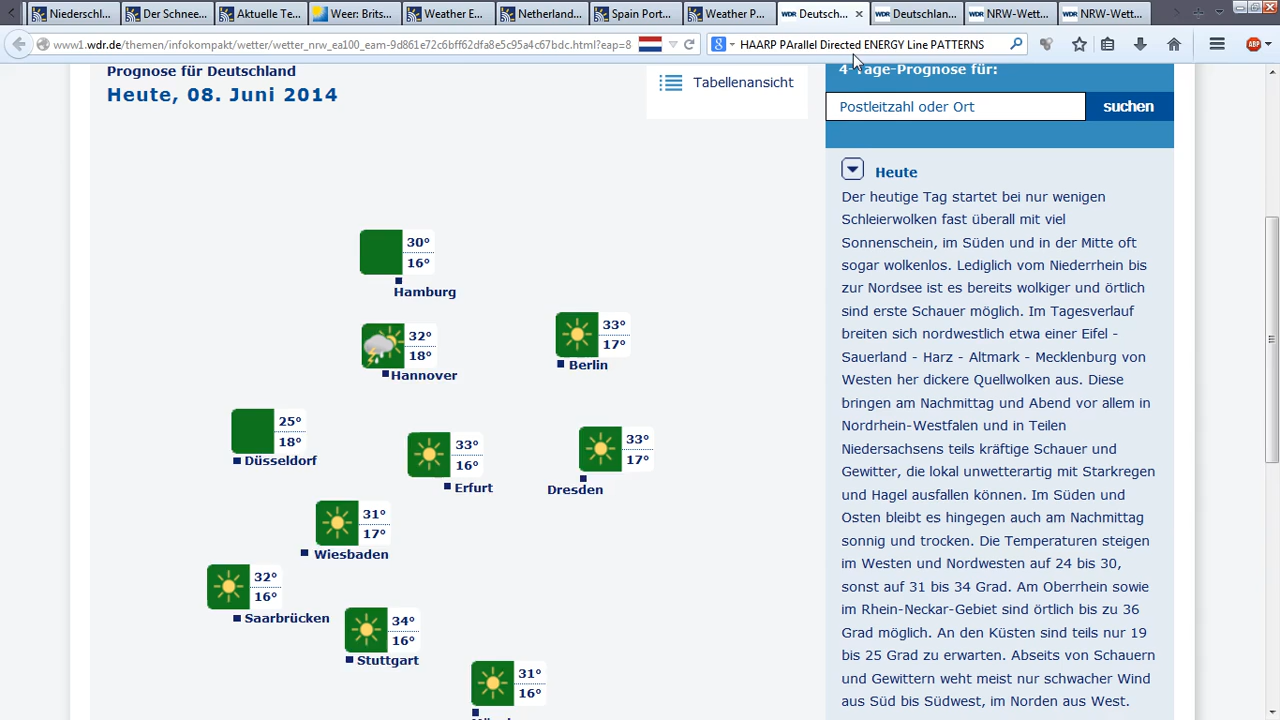 Niederschl...
Der Schnee...
Aktuelle Te...
Weer: Brits...
Weather E...
Netherland...
Spain Port...
Weather P...
WDR Deutsch...
WDR Deutschlan...
WDR NRW-Wett...
WDR NRW-Wett...
www1.wdr.de/themen/infokompakt/wetter/wetter_nrw_ea100_eam-9d861e72c6bff62dfa8e5c95a4c67bdc.html?eap=8
HAARP PArallel Directed ENERGY Line PATTERNS
ABP
Prognose für Deutschland
Heute, 08. Juni 2014
Tabellenansicht
30°
16°
Hamburg
32°
18°
Hannover
33°
17°
Berlin
25°
18°
Düsseldorf
33°
16°
Erfurt
33°
17°
Dresden
31°
17°
Wiesbaden
32°
16°
Saarbrücken
34°
16°
Stuttgart
31°
16°
4-Tage-Prognose für:
Postleitzahl oder Ort
suchen
Heute
Der heutige Tag startet bei nur wenigen
Schleierwolken fast überall mit viel
Sonnenschein, im Süden und in der Mitte oft
sogar wolkenlos. Lediglich vom Niederrhein bis
zur Nordsee ist es bereits wolkiger und örtlich
sind erste Schauer möglich. Im Tagesverlauf
breiten sich nordwestlich etwa einer Eifel -
Sauerland - Harz - Altmark - Mecklenburg von
Westen her dickere Quellwolken aus. Diese
bringen am Nachmittag und Abend vor allem in
Nordrhein-Westfalen und in Teilen
Niedersachsens teils kräftige Schauer und
Gewitter, die lokal unwetterartig mit Starkregen
und Hagel ausfallen können. Im Süden und
Osten bleibt es hingegen auch am Nachmittag
sonnig und trocken. Die Temperaturen steigen
im Westen und Nordwesten auf 24 bis 30,
sonst auf 31 bis 34 Grad. Am Oberrhein sowie
im Rhein-Neckar-Gebiet sind örtlich bis zu 36
Grad möglich. An den Küsten sind teils nur 19
bis 25 Grad zu erwarten. Abseits von Schauern
und Gewittern weht meist nur schwacher Wind
aus Süd bis Südwest, im Norden aus West.